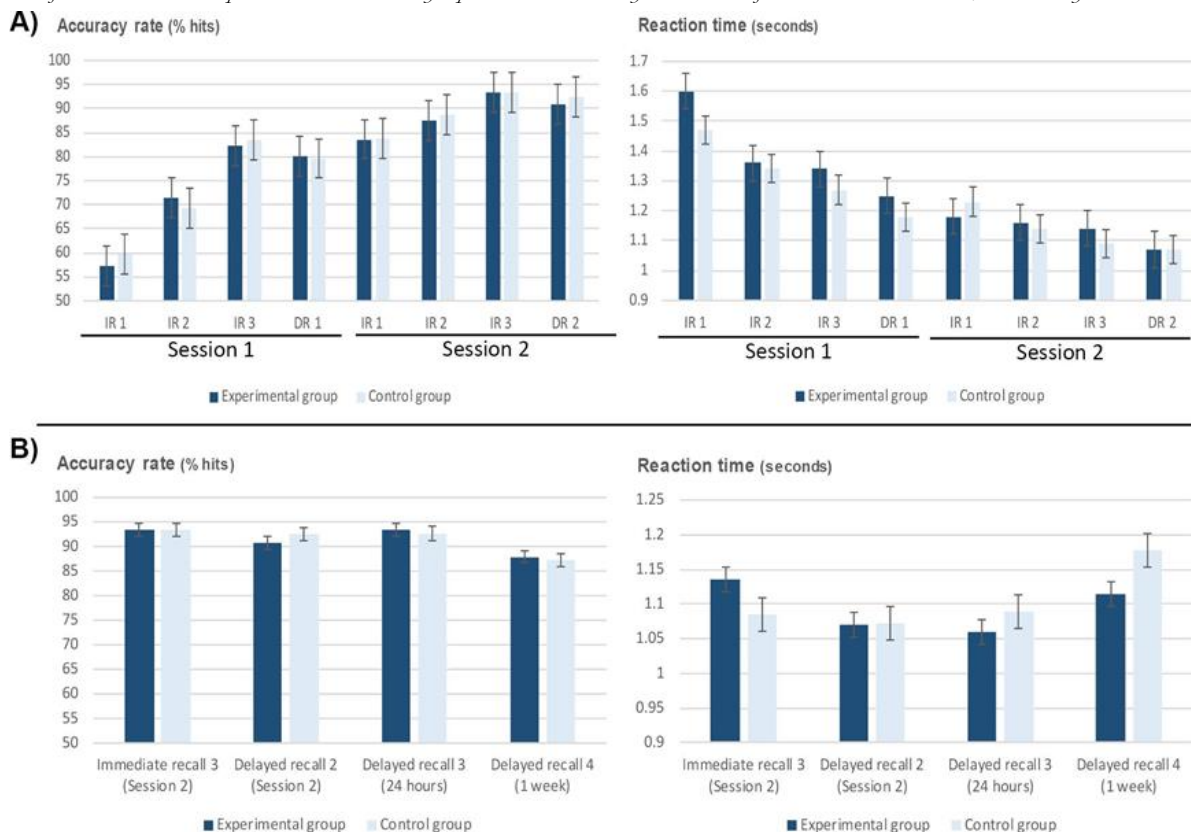 A)
Accuracy rate (% hits)
100
95
90
85
80
75
70
65
60
55
50
IR 1 IR 2 IR 3 DR 1 IR 1 IR 2 IR 3 DR 2
Session 1 Session 2
Experimental group Control group
Reaction time (seconds)
1.7
1.6
1.5
1.4
1.3
1.2
1.1
1
0.9
IR 1 IR 2 IR 3 DR 1 IR 1 IR 2 IR 3 DR 2
Session 1 Session 2
Experimental group Control group
B)
Accuracy rate (% hits)
100
95
90
85
80
75
70
65
60
55
50
Immediate recall 3 Delayed recall 2 Delayed recall 3 Delayed recall 4
(Session 2) (Session 2) (24 hours) (1 week)
Experimental group Control group
Reaction time (seconds)
1.25
1.2
1.15
1.1
1.05
1
0.95
0.9
Immediate recall 3 Delayed recall 2 Delayed recall 3 Delayed recall 4
(Session 2) (Session 2) (24 hours) (1 week)
Experimental group Control group